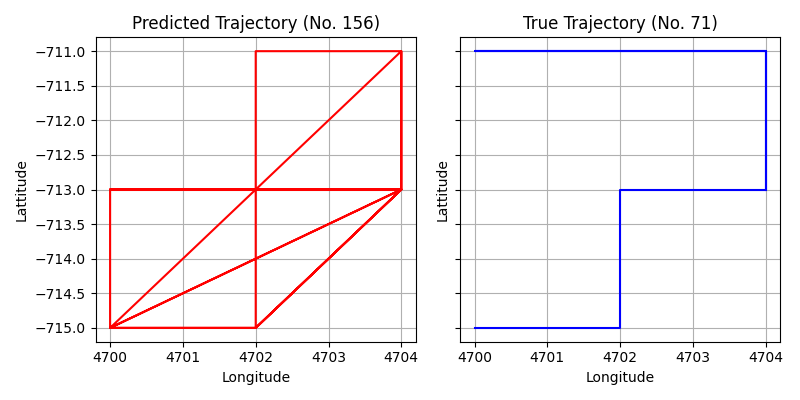 Predicted Trajectory (No. 156)
True Trajectory (No. 71)
−711.0
−711.5
−712.0
−712.5
−713.0
−713.5
−714.0
−714.5
−715.0
Lattitude
Lattitude
4700 4701 4702 4703 4704
4700 4701 4702 4703 4704
Longitude
Longitude